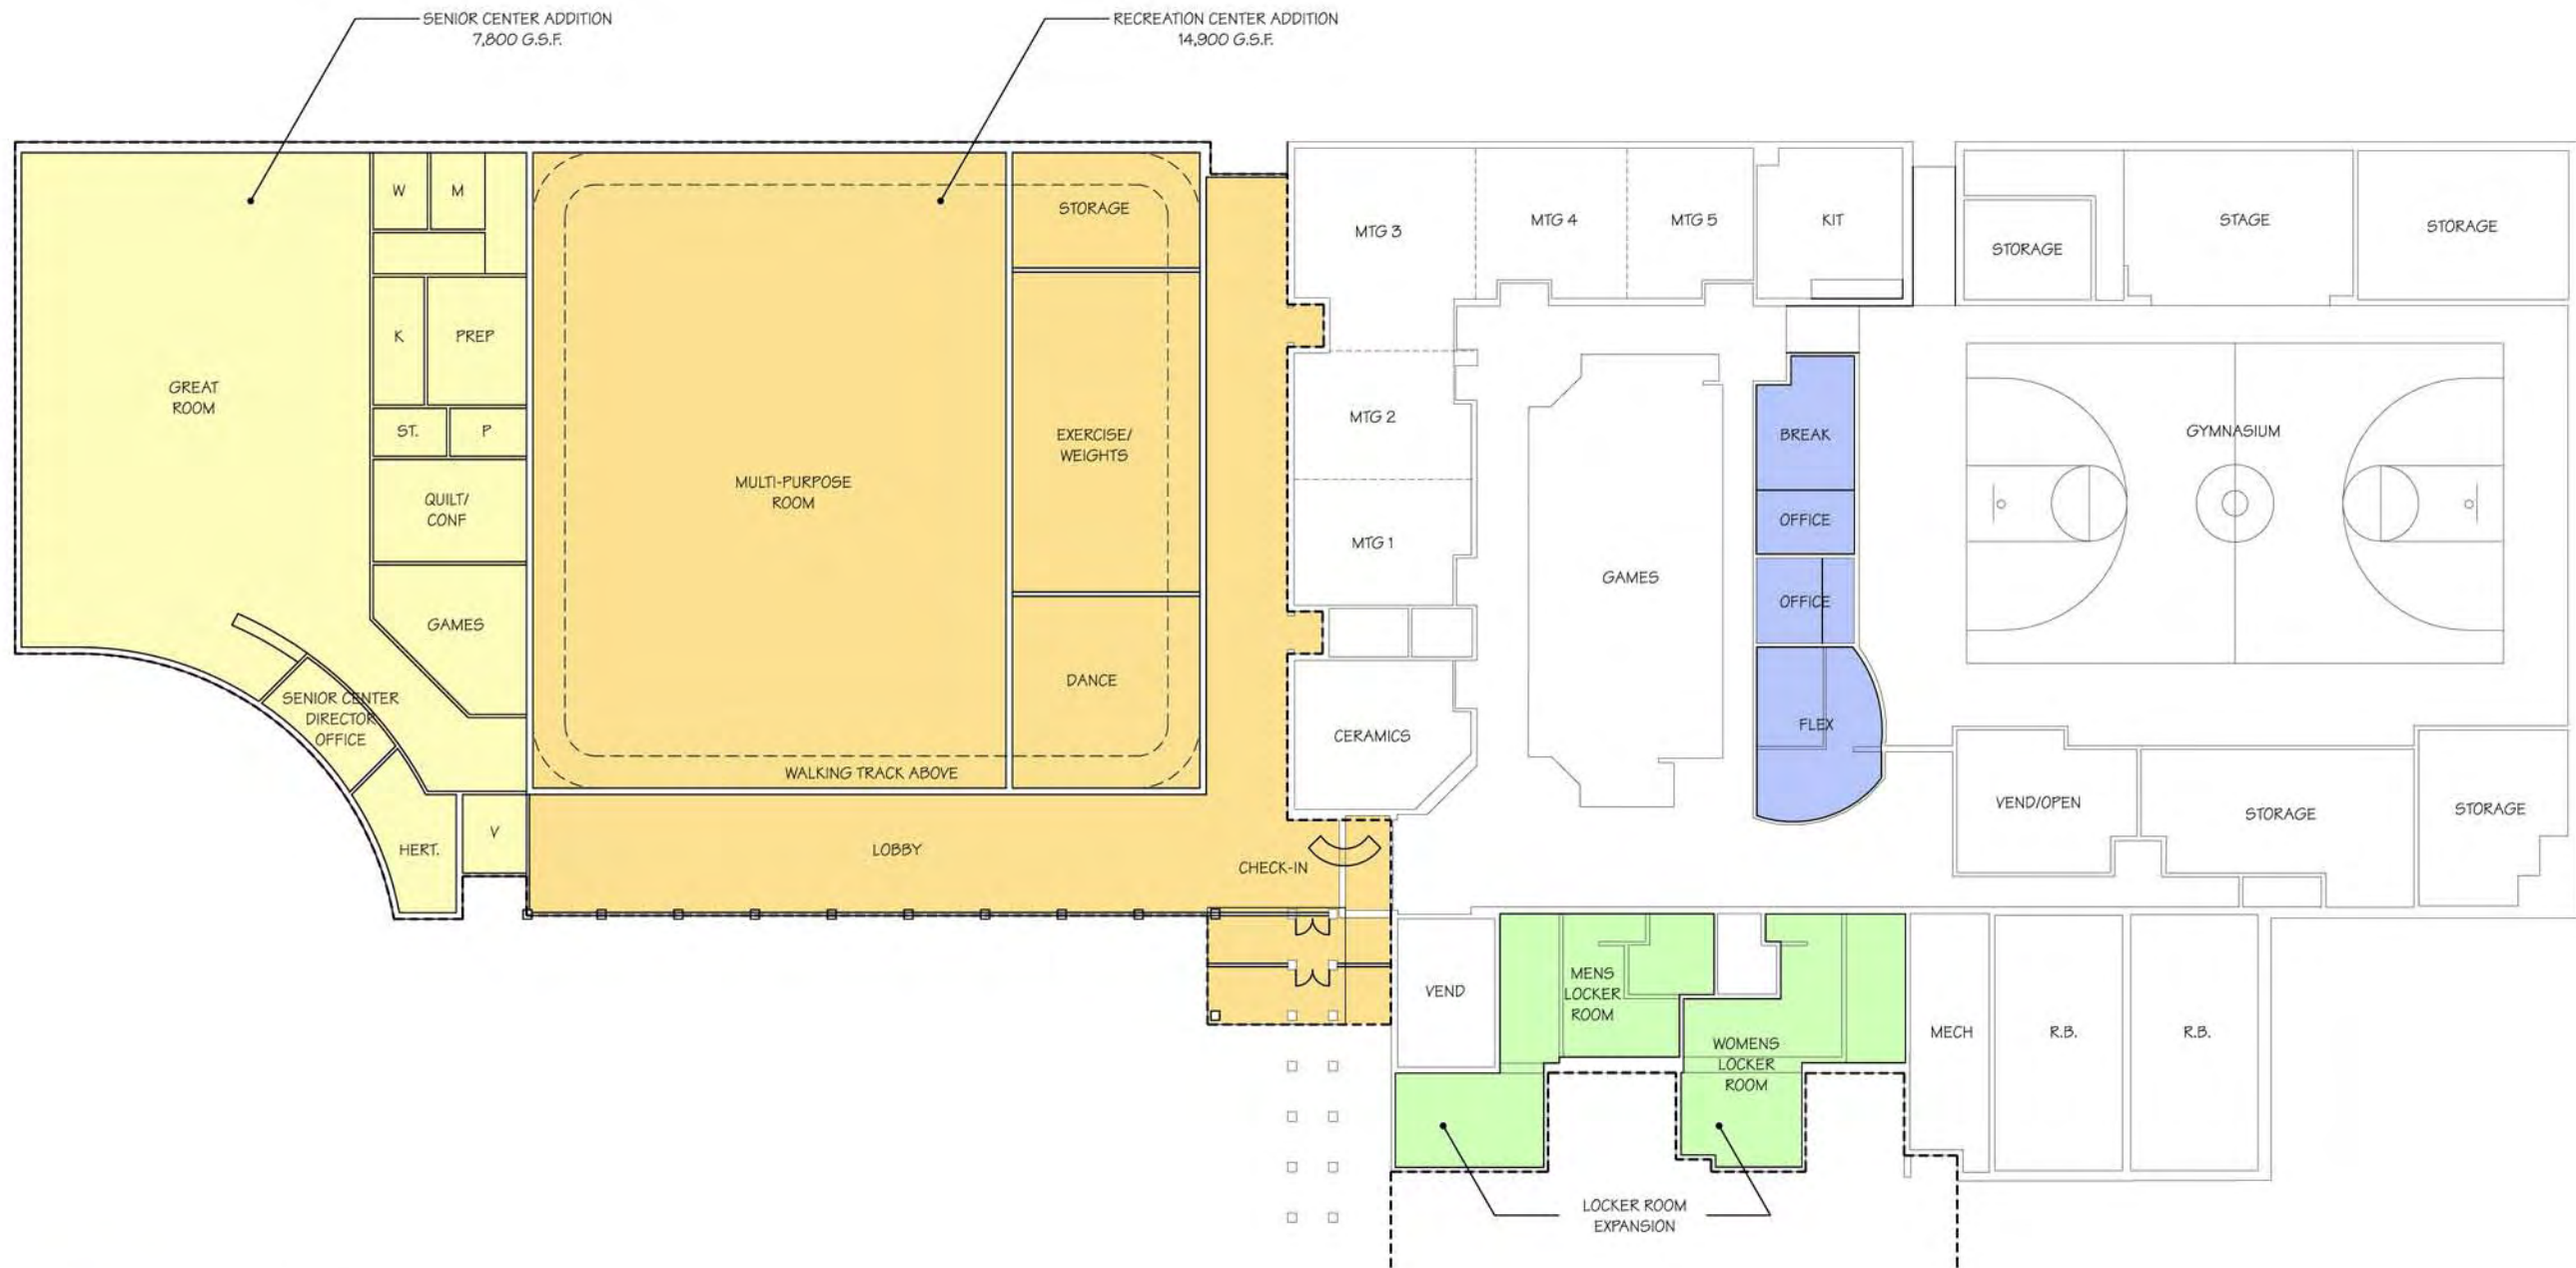 SENIOR CENTER ADDITION
7,800 G.S.F.
RECREATION CENTER ADDITION
14,900 G.S.F.
W
M
STORAGE
MTG 3
MTG 4
MTG 5
KIT
STORAGE
STAGE
STORAGE
K
PREP
GREAT
ROOM
ST.
P
EXERCISE/
WEIGHTS
MTG 2
BREAK
GYMNASIUM
QUILT/
CONF
MULTI-PURPOSE
ROOM
MTG 1
OFFICE
GAMES
OFFICE
GAMES
DANCE
SENIOR CENTER
DIRECTOR
OFFICE
CERAMICS
FLEX
WALKING TRACK ABOVE
VEND/OPEN
STORAGE
STORAGE
V
HERT.
LOBBY
CHECK-IN
VEND
MENS
LOCKER
ROOM
WOMENS
LOCKER
ROOM
MECH
R.B.
R.B.
LOCKER ROOM
EXPANSION